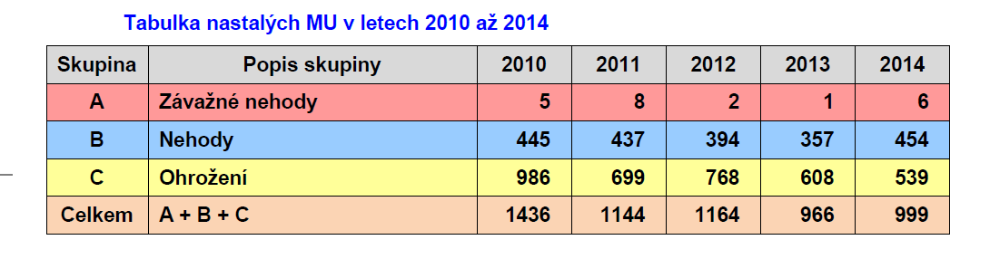 Tabulka nastalých MU v letech 2010 až 2014
Skupina Popis skupiny 2010 2011 2012 2013 2014
A Závažné nehody 5 8 2 1 6
B Nehody 445 437 394 357 454
C Ohrožení 986 699 768 608 539
Celkem A + B + C 1436 1144 1164 966 999